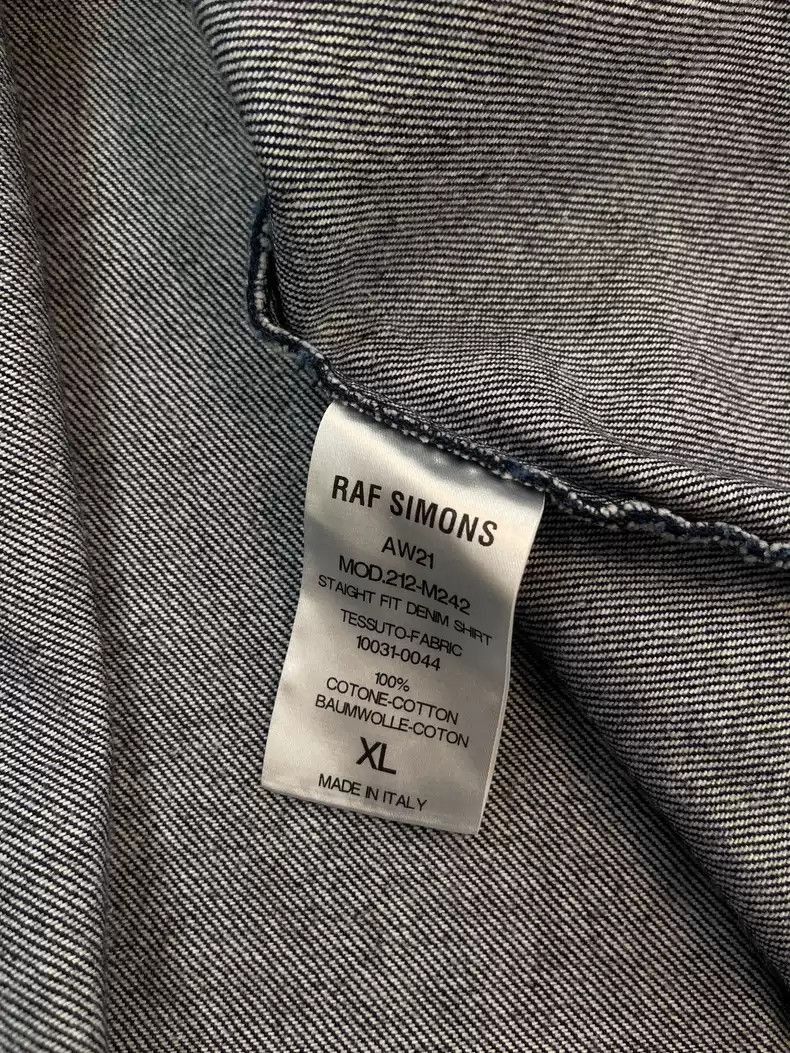 RAF SIMONS
AW21
MOD.212-M242
STAIGHT FIT DENIM SHIRT
TESSUTO-FABRIC
10031-0044
100%
COTONE-COTTON
BAUMWOLLE-COTON
XL
MADE IN ITALY